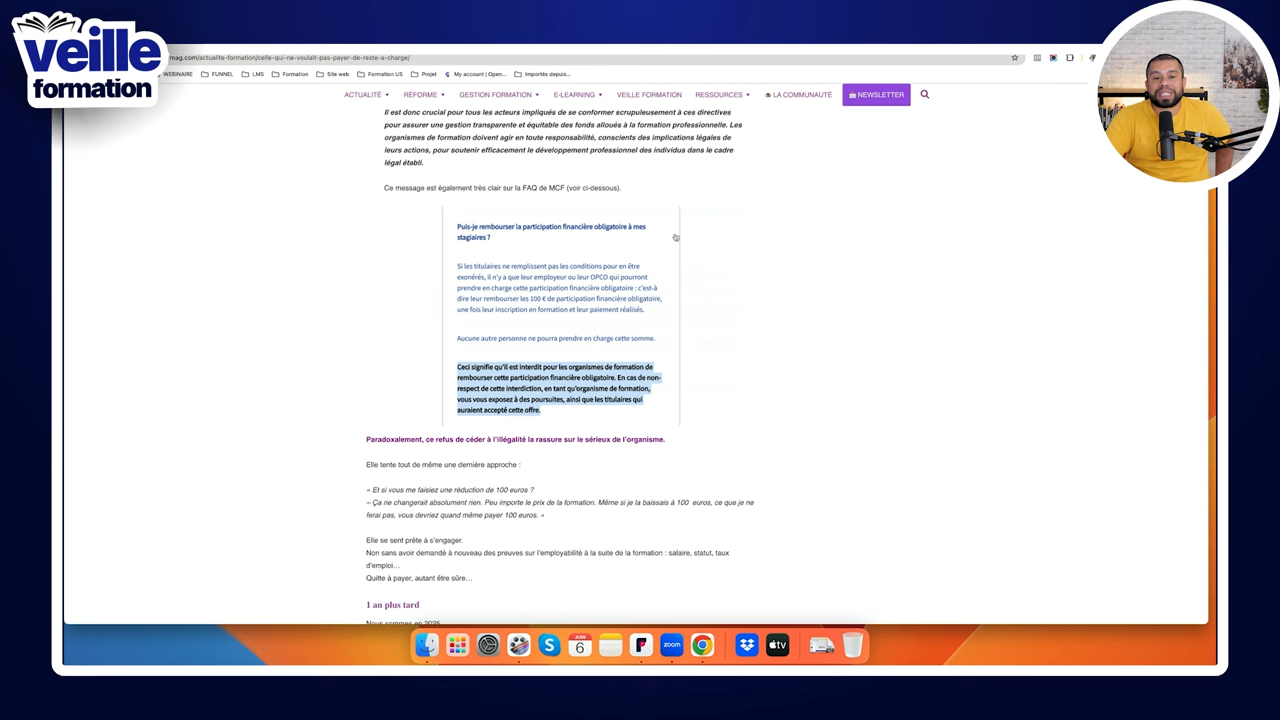 veille
formation
mag.com/actualite-formation/celle-qui-ne-voulait-pas-payer-de-reste-a-charge/
WEBINAIRE FUNNEL LMS Formation Site web Formation US Projet My account | Open... Importés depuis...
ACTUALITÉ RÉFORME GESTION FORMATION E-LEARNING VEILLE FORMATION RESSOURCES LA COMMUNAUTÉ NEWSLETTER
Il est donc crucial pour tous les acteurs impliqués de se conformer scrupuleusement à ces directives
pour assurer une gestion transparente et équitable des fonds alloués à la formation professionnelle. Les
organismes de formation doivent agir en toute responsabilité, conscients des implications légales de
leurs actions, pour soutenir efficacement le développement professionnel des individus dans le cadre
légal établi.
Ce message est également très clair sur la FAQ de MCF (voir ci-dessous).
Puis-je rembourser la participation financière obligatoire à mes
stagiaires ?
Si les titulaires ne remplissent pas les conditions pour en être
exonérés, il n'y a que leur employeur ou leur OPCO qui pourront
prendre en charge cette participation financière obligatoire : c'est-à
dire leur rembourser les 100 € de participation financière obligatoire,
une fois leur inscription en formation et leur paiement réalisés.
Aucune autre personne ne pourra prendre en charge cette somme.
Ceci signifie qu'il est interdit pour les organismes de formation de
rembourser cette participation financière obligatoire. En cas de non-
respect de cette interdiction, en tant qu'organisme de formation,
vous vous exposez à des poursuites, ainsi que les titulaires qui
auraient accepté cette offre.
Paradoxalement, ce refus de céder à l'illégalité la rassure sur le sérieux de l'organisme.
Elle tente tout de même une dernière approche :
« Et si vous me faisiez une réduction de 100 euros ?
– Ça ne changerait absolument rien. Peu importe le prix de la formation. Même si je la baissais à 100 euros, ce que je ne
ferai pas, vous devriez quand même payer 100 euros. »
Elle se sent prête à s'engager.
Non sans avoir demandé à nouveau des preuves sur l'employabilité à la suite de la formation : salaire, statut, taux
d'emploi…
Quitte à payer, autant être sûre…
1 an plus tard
Nous sommes en 2025
JUIN
6
zoom
tv